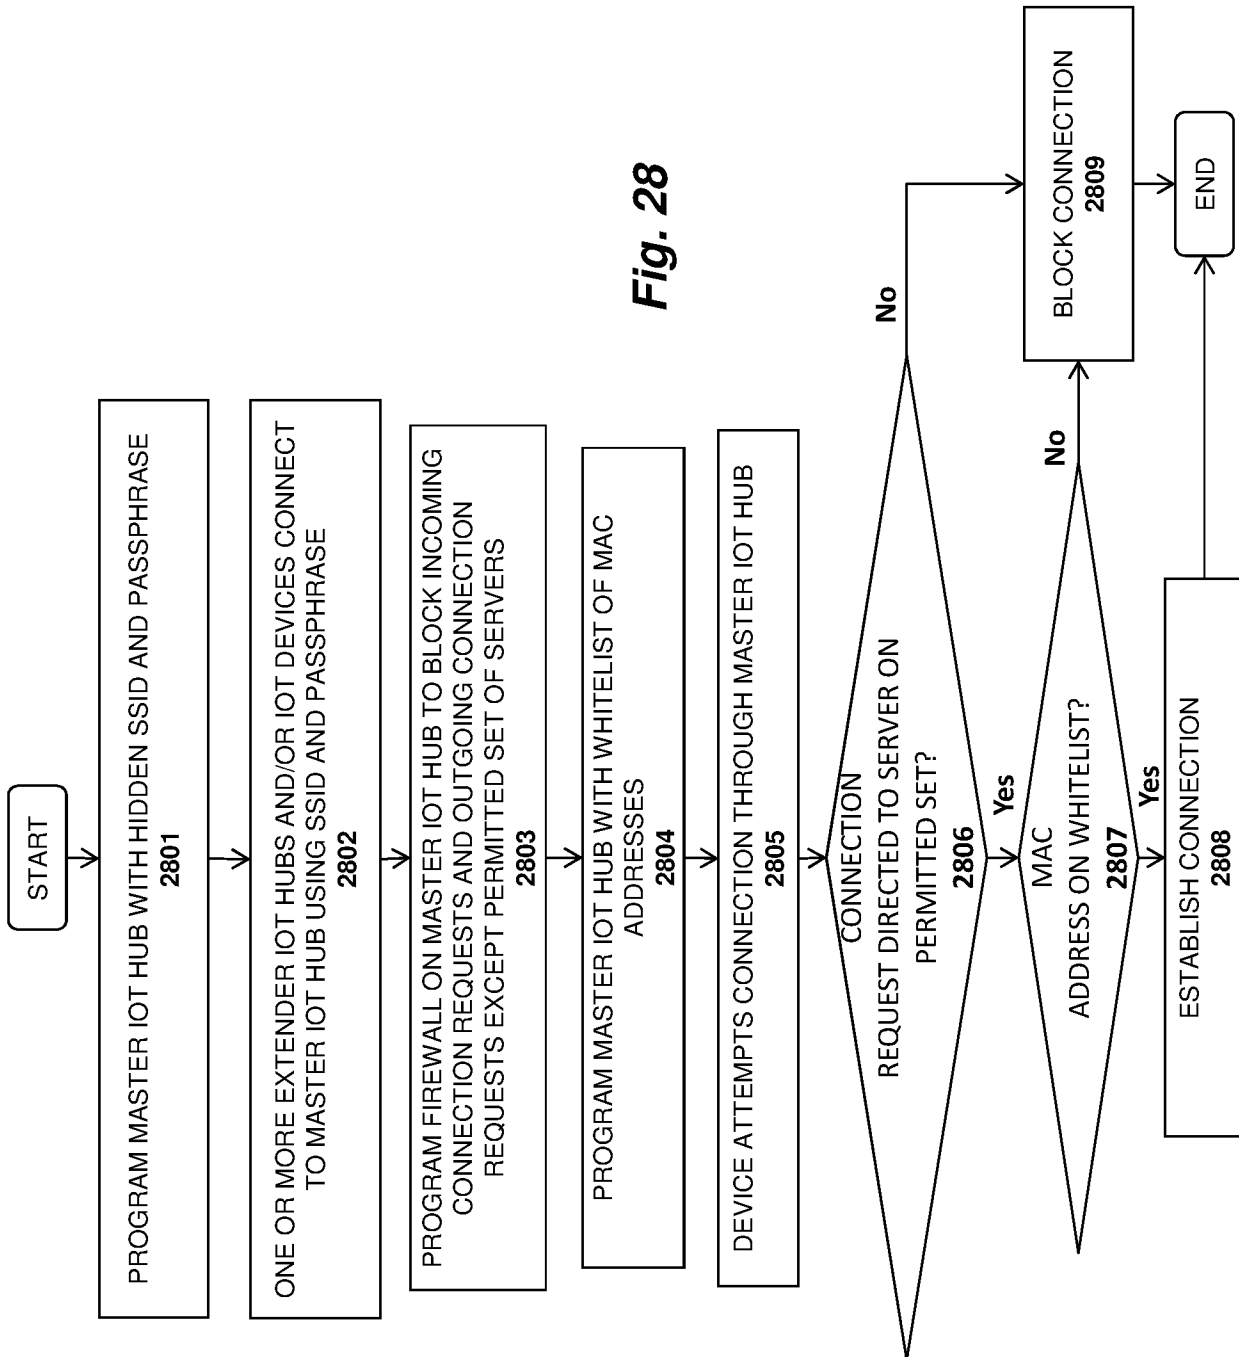 START
PROGRAM MASTER IOT HUB WITH HIDDEN SSID AND PASSPHRASE
2801
ONE OR MORE EXTENDER IOT HUBS AND/OR IOT DEVICES CONNECT
TO MASTER IOT HUB USING SSID AND PASSPHRASE
2802
PROGRAM FIREWALL ON MASTER IOT HUB TO BLOCK INCOMING
CONNECTION REQUESTS AND OUTGOING CONNECTION
REQUESTS EXCEPT PERMITTED SET OF SERVERS
2803
PROGRAM MASTER IOT HUB WITH WHITELIST OF MAC
ADDRESSES
2804
DEVICE ATTEMPTS CONNECTION THROUGH MASTER IOT HUB
2805
CONNECTION
REQUEST DIRECTED TO SERVER ON
PERMITTED SET?
2806
No
Yes
MAC
ADDRESS ON WHITELIST?
2807
No
Yes
ESTABLISH CONNECTION
2808
BLOCK CONNECTION
2809
END
Fig. 28